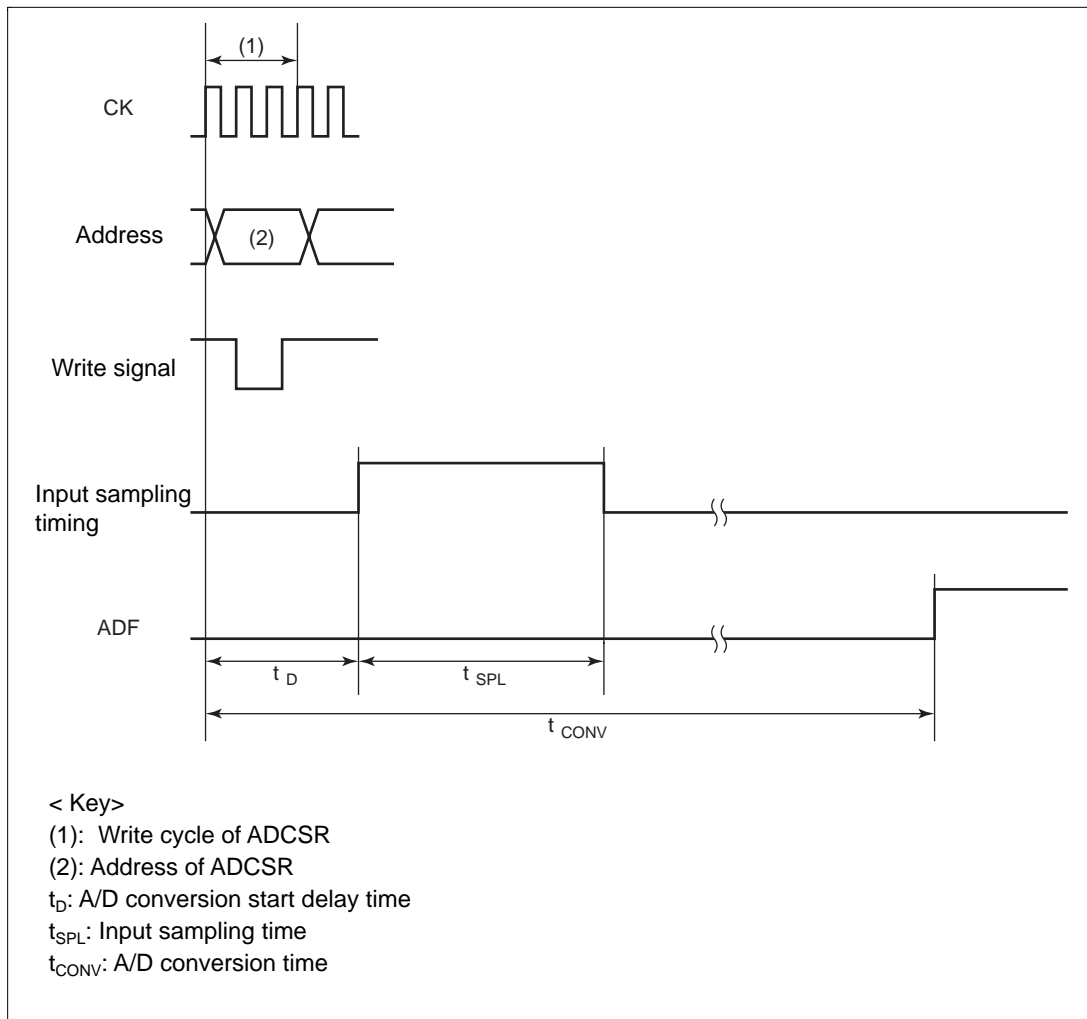 (1)
CK
Address
(2)
Write signal
Input sampling
timing
ADF
t D
t SPL
t CONV
< Key>
(1): Write cycle of ADCSR
(2): Address of ADCSR
tD: A/D conversion start delay time
tSPL: Input sampling time
tCONV: A/D conversion time